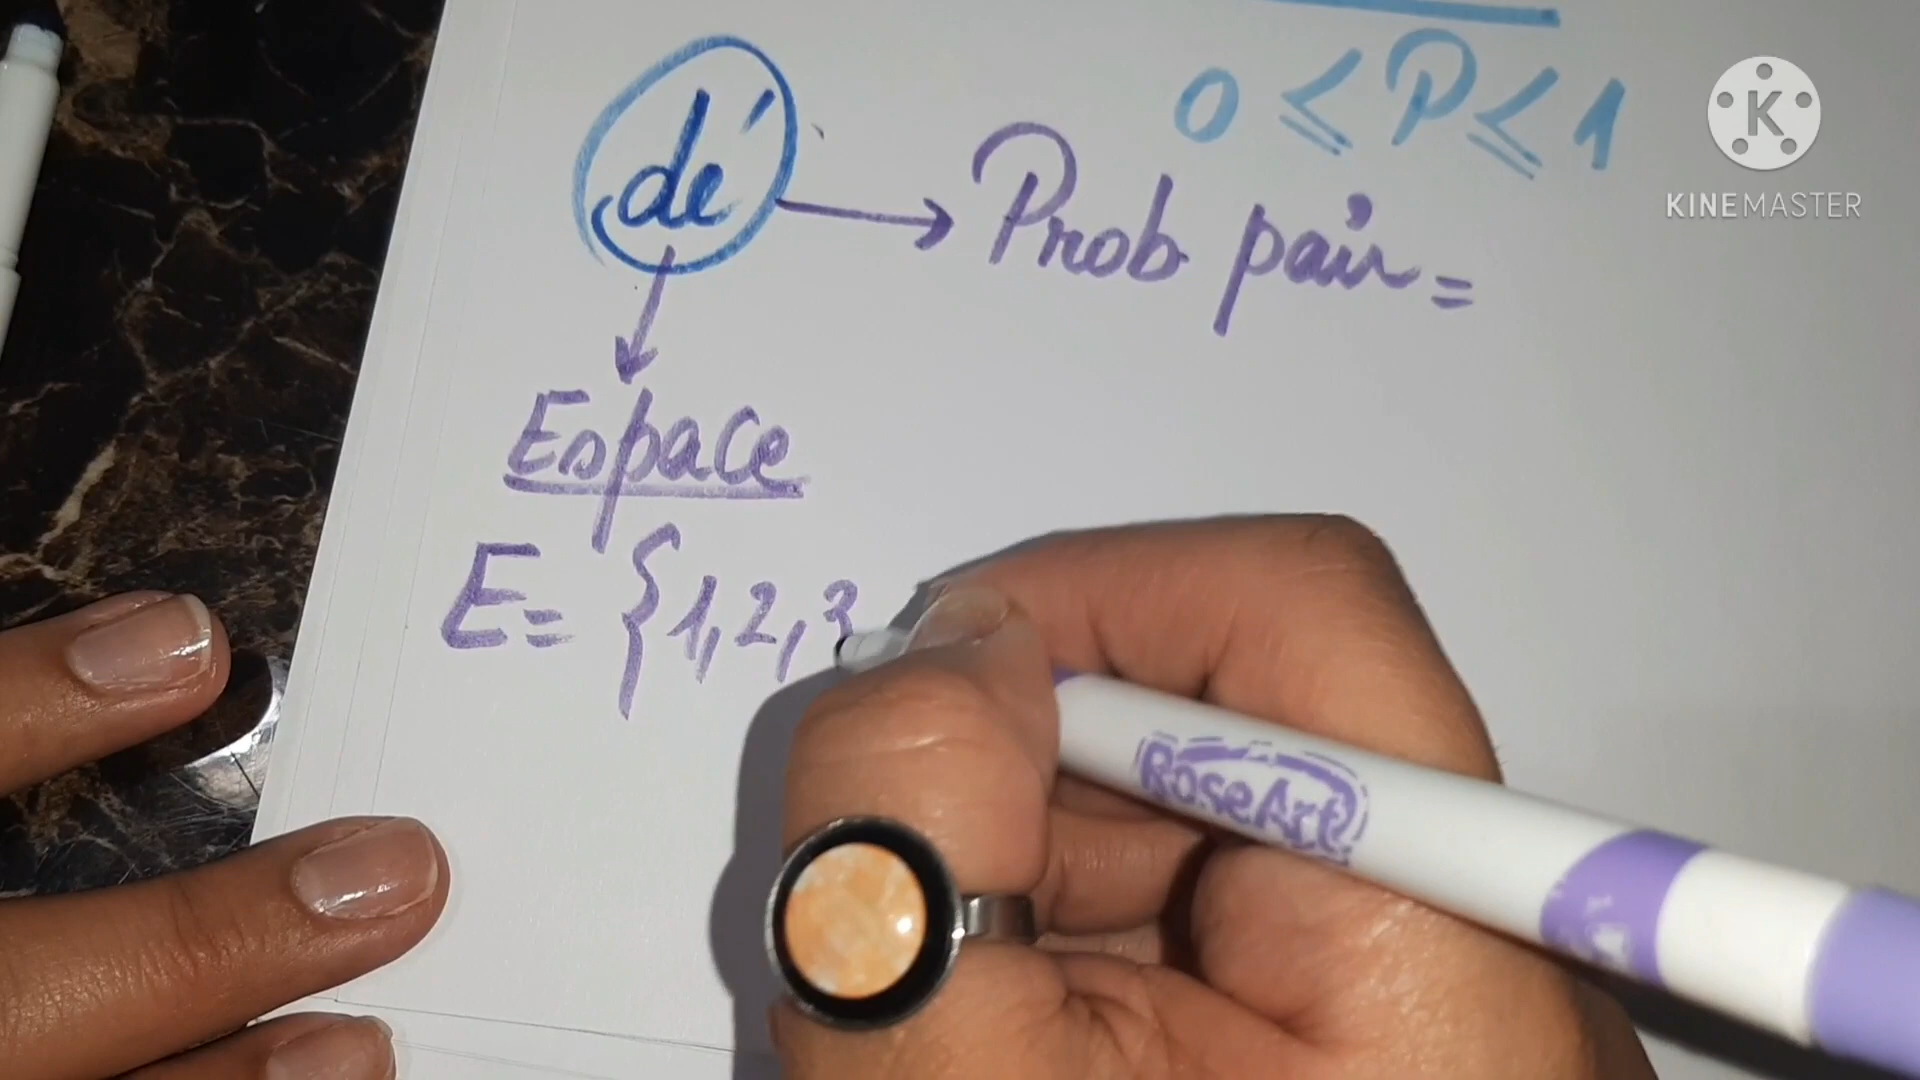 0 ≤ P ≤ 1
dé
Prob pair =
Espace
E = {1, 2, 3
RoseArt
K
KINEMASTER